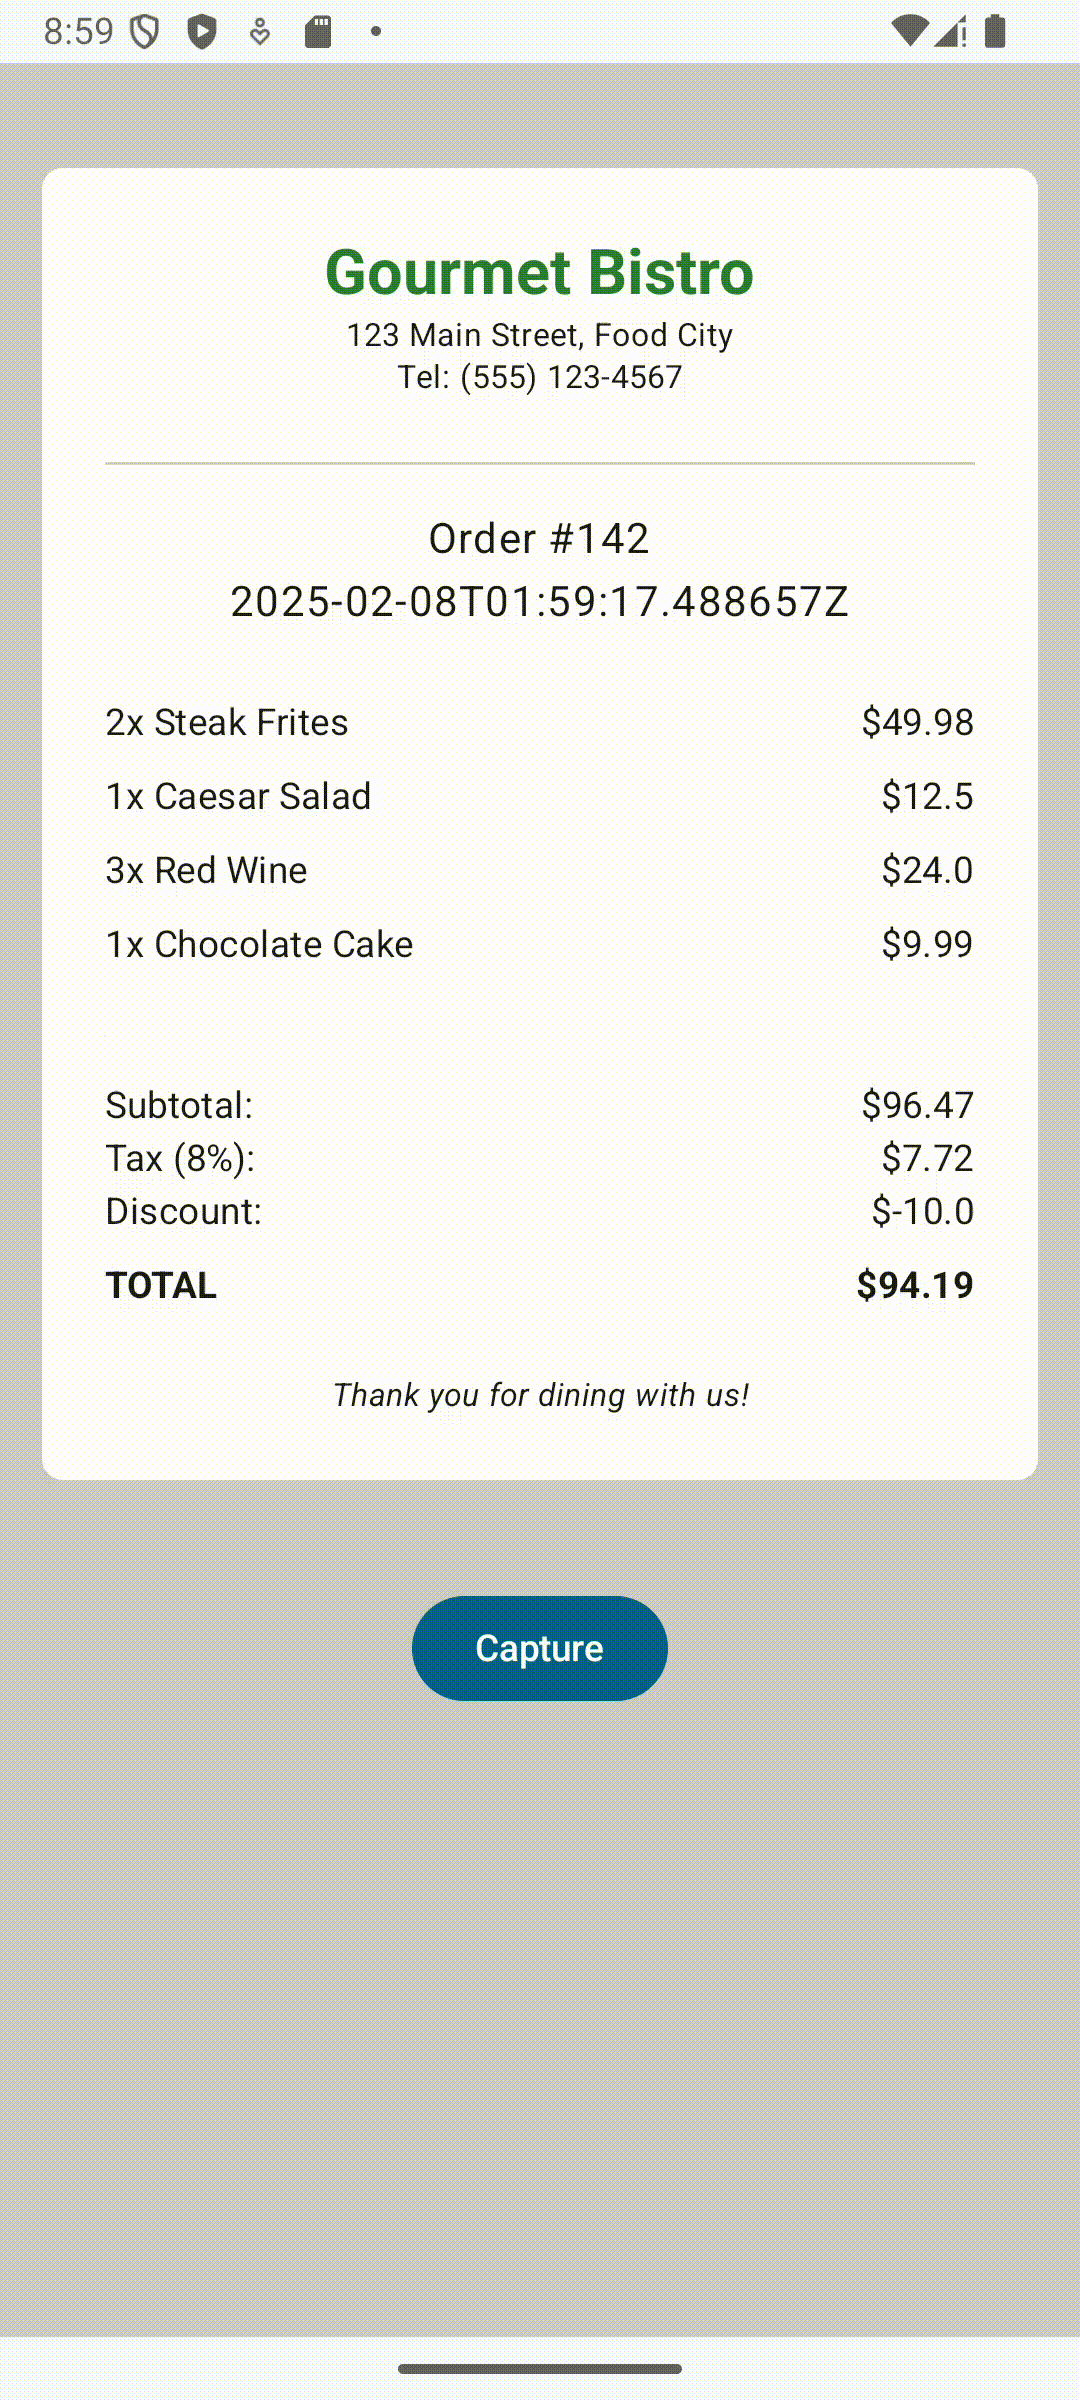 8:59
Gourmet Bistro
123 Main Street, Food City
Tel: (555) 123-4567
Order #142
2025-02-08T01:59:17.488657Z
2x Steak Frites $49.98
1x Caesar Salad $12.5
3x Red Wine $24.0
1x Chocolate Cake $9.99
Subtotal: $96.47
Tax (8%): $7.72
Discount: $-10.0
TOTAL $94.19
Thank you for dining with us!
Capture